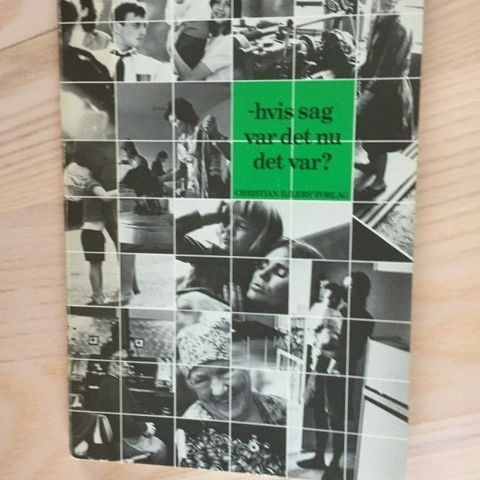 -hvis sag
var det nu
det var?
CHRISTIAN EJLERS' FORLAG